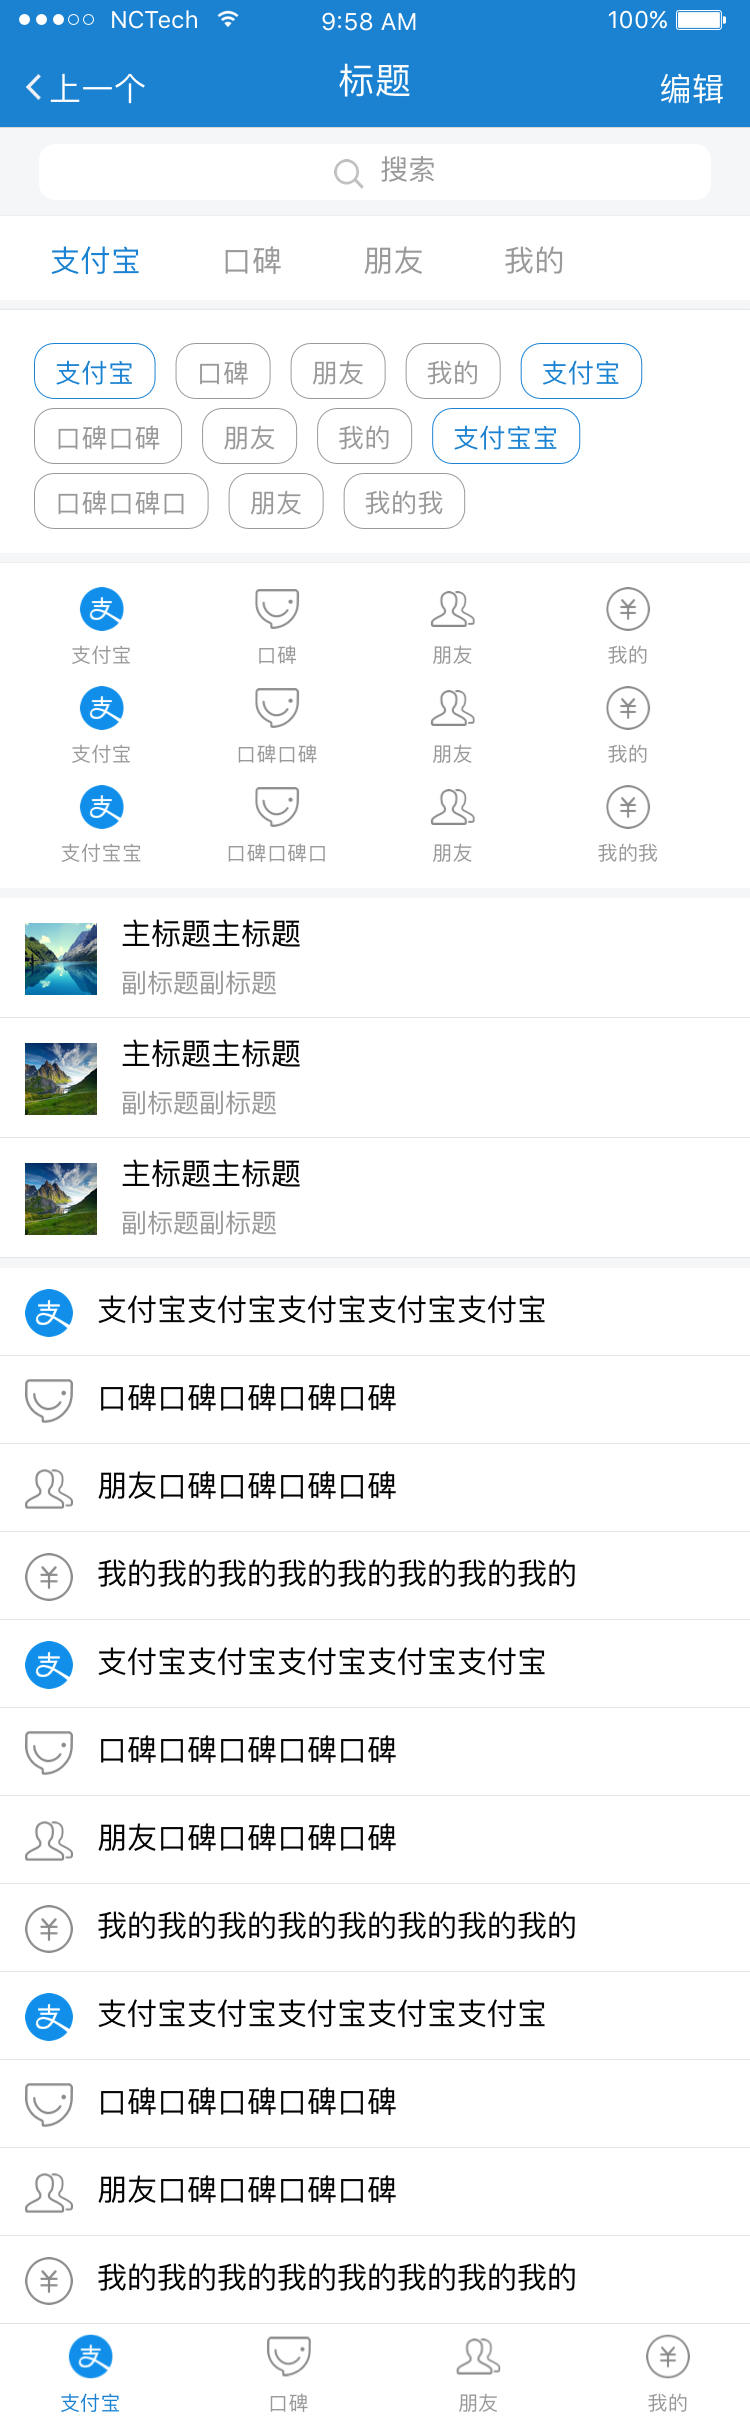 NCTech 9:58 AM 100%
上一个 标题 编辑
搜索
支付宝 口碑 朋友 我的
支付宝 口碑 朋友 我的 支付宝
口碑口碑 朋友 我的 支付宝宝
口碑口碑口 朋友 我的我
支付宝 口碑 朋友 我的
支付宝 口碑口碑 朋友 我的
支付宝宝 口碑口碑口 朋友 我的我
主标题主标题
副标题副标题
主标题主标题
副标题副标题
主标题主标题
副标题副标题
支付宝支付宝支付宝支付宝支付宝
口碑口碑口碑口碑口碑
朋友口碑口碑口碑口碑
我的我的我的我的我的我的我的我的
支付宝支付宝支付宝支付宝支付宝
口碑口碑口碑口碑口碑
朋友口碑口碑口碑口碑
我的我的我的我的我的我的我的我的
支付宝支付宝支付宝支付宝支付宝
口碑口碑口碑口碑口碑
朋友口碑口碑口碑口碑
我的我的我的我的我的我的我的我的
支付宝 口碑 朋友 我的